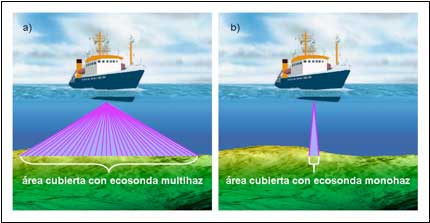 a)
área cubierta con ecosonda multihaz
b)
área cubierta con ecosonda monohaz